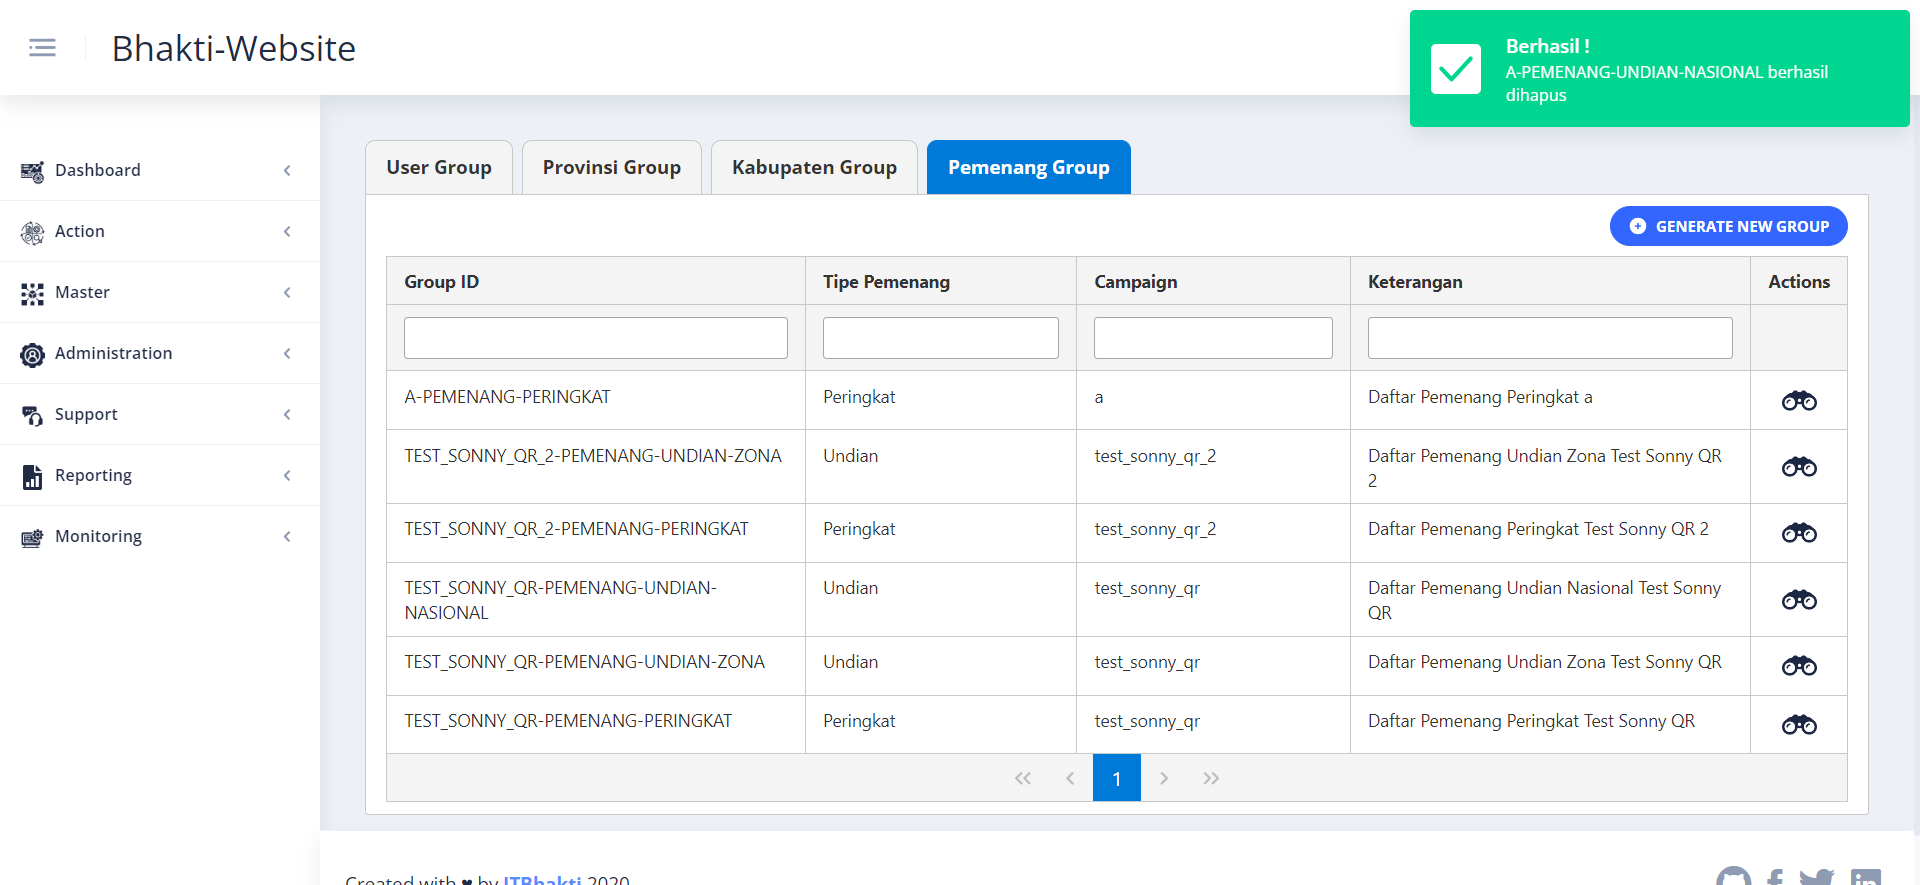 Bhakti-Website
Berhasil !
A-PEMENANG-UNDIAN-NASIONAL berhasil
dihapus
Dashboard
Action
Master
Administration
Support
Reporting
Monitoring
User Group
Provinsi Group
Kabupaten Group
Pemenang Group
GENERATE NEW GROUP
Group ID Tipe Pemenang Campaign Keterangan Actions
A-PEMENANG-PERINGKAT Peringkat a Daftar Pemenang Peringkat a
TEST_SONNY_QR_2-PEMENANG-UNDIAN-ZONA Undian test_sonny_qr_2 Daftar Pemenang Undian Zona Test Sonny QR
2
TEST_SONNY_QR_2-PEMENANG-PERINGKAT Peringkat test_sonny_qr_2 Daftar Pemenang Peringkat Test Sonny QR 2
TEST_SONNY_QR-PEMENANG-UNDIAN- Undian test_sonny_qr Daftar Pemenang Undian Nasional Test Sonny
NASIONAL QR
TEST_SONNY_QR-PEMENANG-UNDIAN-ZONA Undian test_sonny_qr Daftar Pemenang Undian Zona Test Sonny QR
TEST_SONNY_QR-PEMENANG-PERINGKAT Peringkat test_sonny_qr Daftar Pemenang Peringkat Test Sonny QR
1
Created with ♥ by ITBhakti 2020